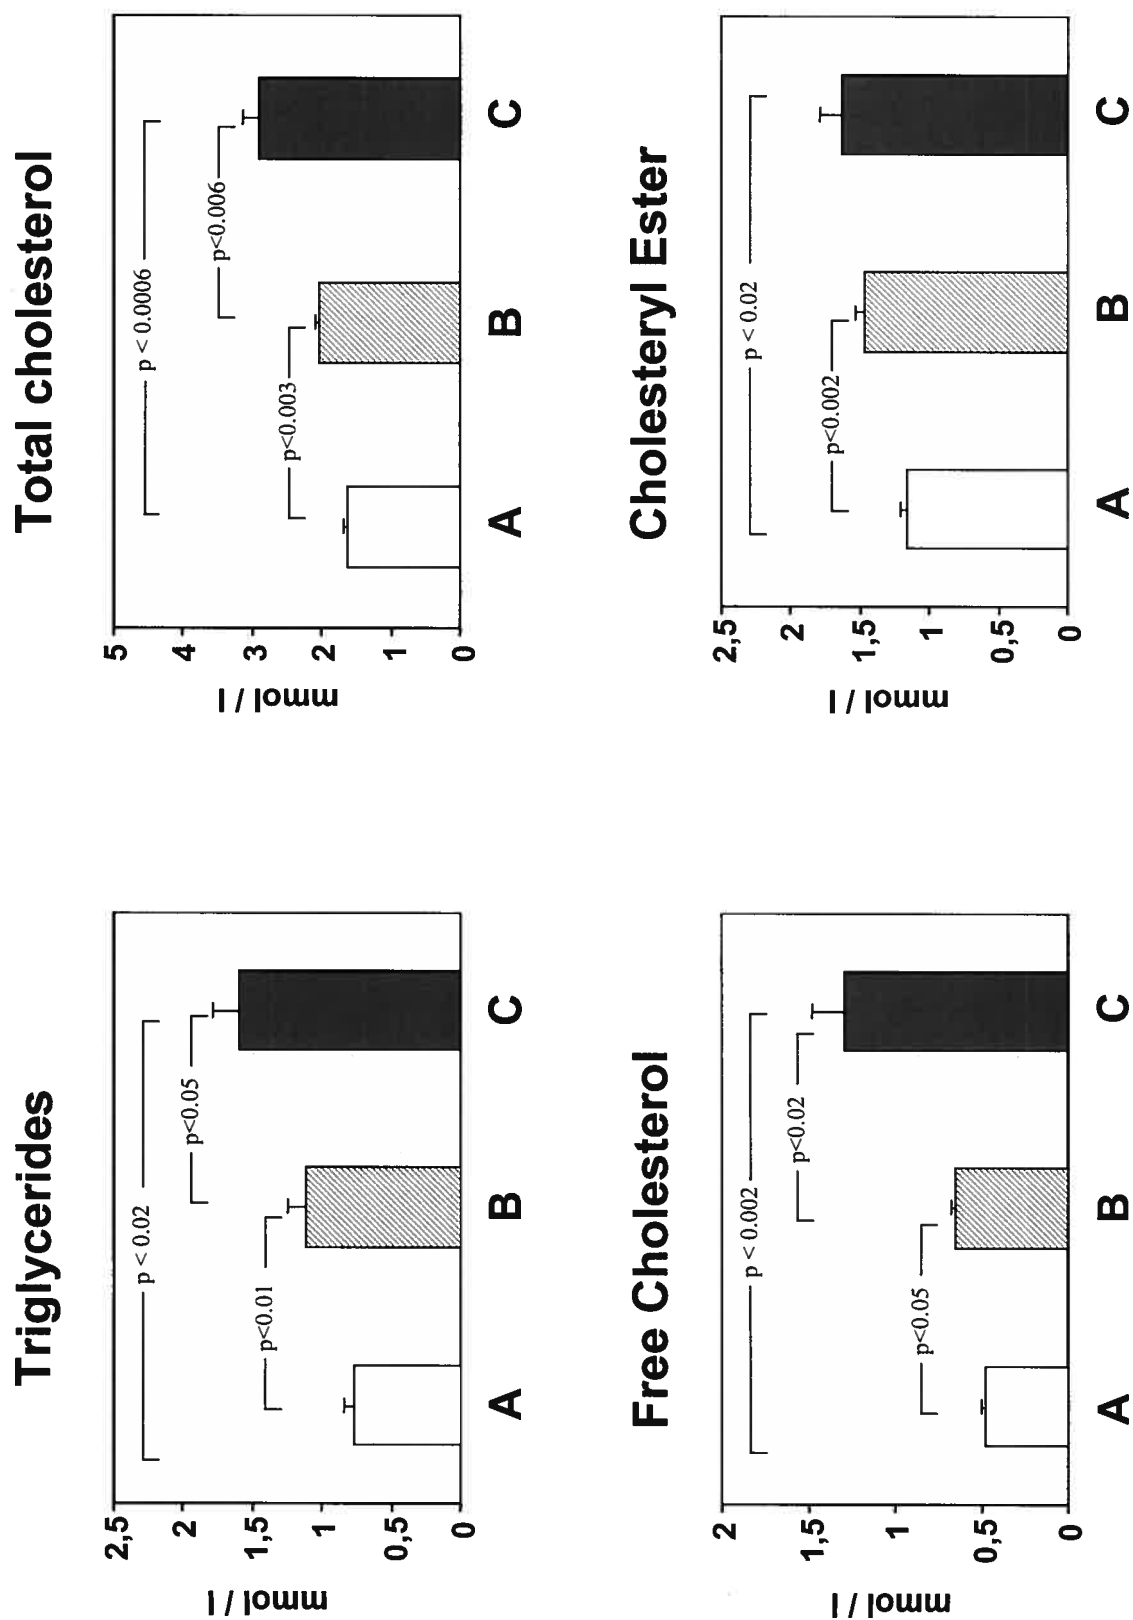 Triglycerides
mmol / l
2,5
2
1,5
1
0,5
0
p < 0.02
p<0.05
p<0.01
A B C
Total cholesterol
mmol / l
5
4
3
2
1
0
p < 0.0006
p<0.006
p<0.003
A B C
Free Cholesterol
mmol / l
2
1,5
1
0,5
0
p < 0.002
p<0.02
p<0.05
A B C
Cholesteryl Ester
mmol / l
2,5
2
1,5
1
0,5
0
p < 0.02
p<0.002
A B C